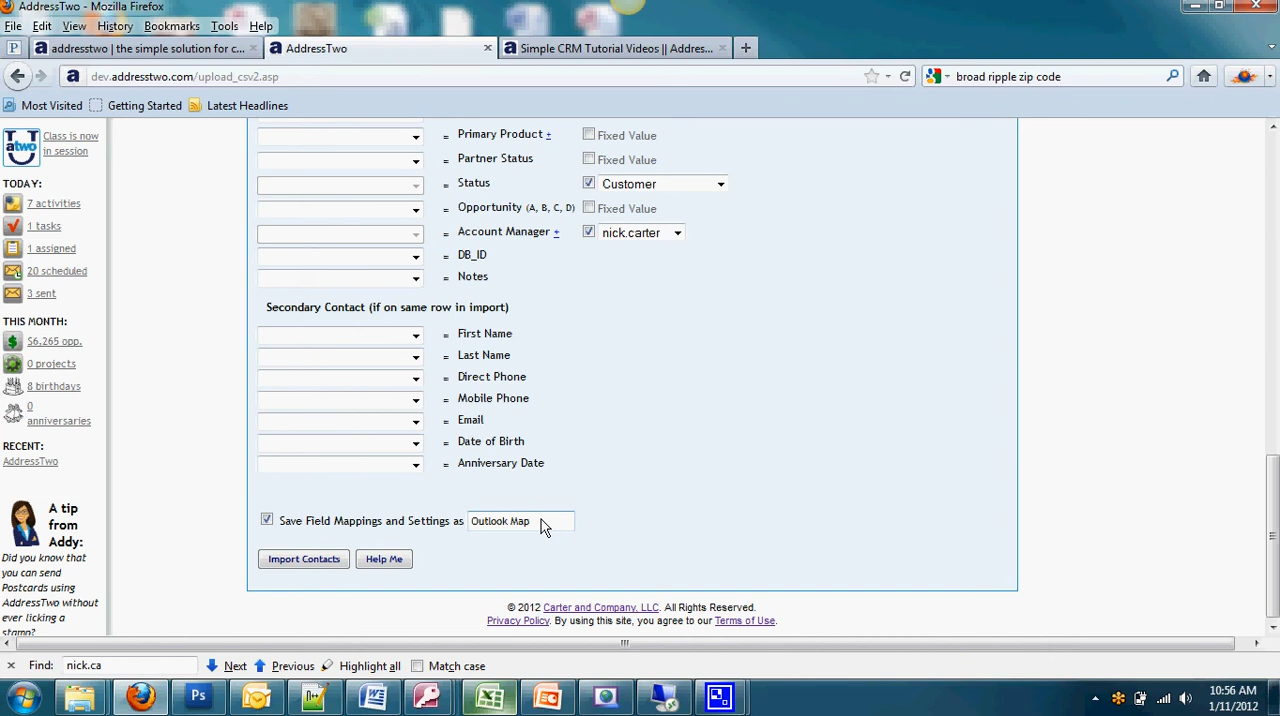 AddressTwo - Mozilla Firefox
File Edit View History Bookmarks Tools Help
addresstwo | the simple solution for c...
AddressTwo
Simple CRM Tutorial Videos || Addres...
dev.addresstwo.com/upload_csv2.asp
broad ripple zip code
Most Visited Getting Started Latest Headlines
atwo
Class is now
in session
TODAY:
7 activities
1 tasks
1 assigned
20 scheduled
3 sent
THIS MONTH:
$6,265 opp.
0 projects
8 birthdays
0
anniversaries
RECENT:
AddressTwo
A tip
from
Addy:
Did you know that
you can send
Postcards using
AddressTwo without
ever licking a
stamp?
= Primary Product + Fixed Value
= Partner Status Fixed Value
= Status Customer
= Opportunity (A, B, C, D) Fixed Value
= Account Manager + nick.carter
= DB_ID
= Notes
Secondary Contact (if on same row in import)
= First Name
= Last Name
= Direct Phone
= Mobile Phone
= Email
= Date of Birth
= Anniversary Date
Save Field Mappings and Settings as Outlook Map
Import Contacts Help Me
© 2012 Carter and Company, LLC. All Rights Reserved.
Privacy Policy. By using this site, you agree to our Terms of Use.
Find: nick.ca Next Previous Highlight all Match case
Ps
10:56 AM
1/11/2012